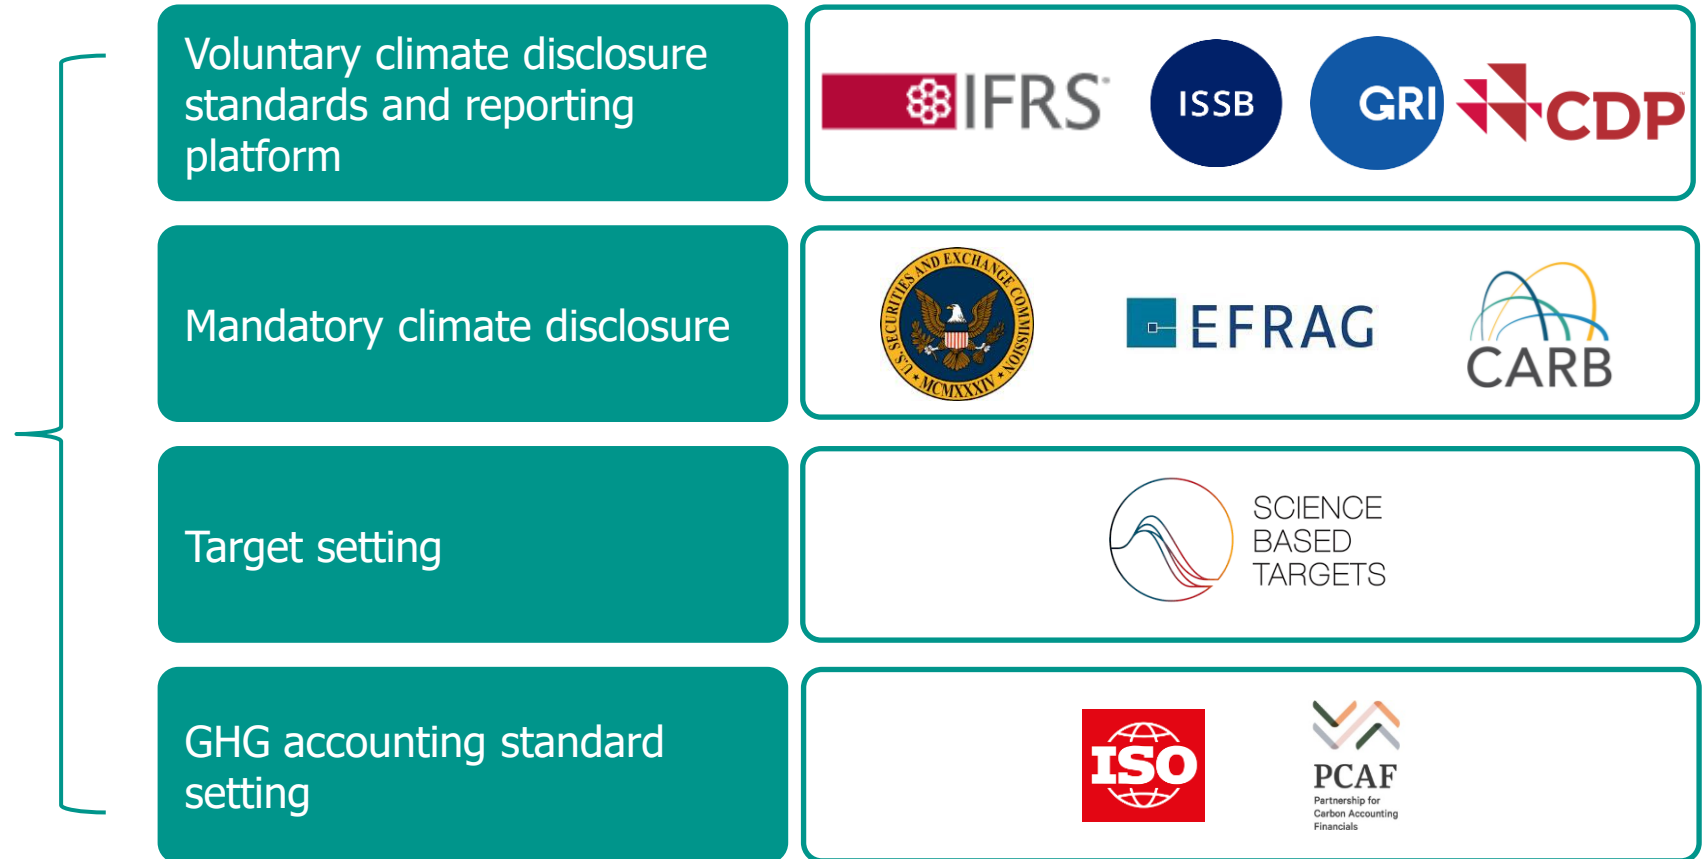 Voluntary climate disclosure
standards and reporting
platform
IFRS
ISSB
GRI
CDP
Mandatory climate disclosure
U.S. SECURITIES AND EXCHANGE COMMISSION
MCMXXXIV
EFRAG
CARB
Target setting
SCIENCE
BASED
TARGETS
GHG accounting standard
setting
ISO
PCAF
Partnership for
Carbon Accounting
Financials